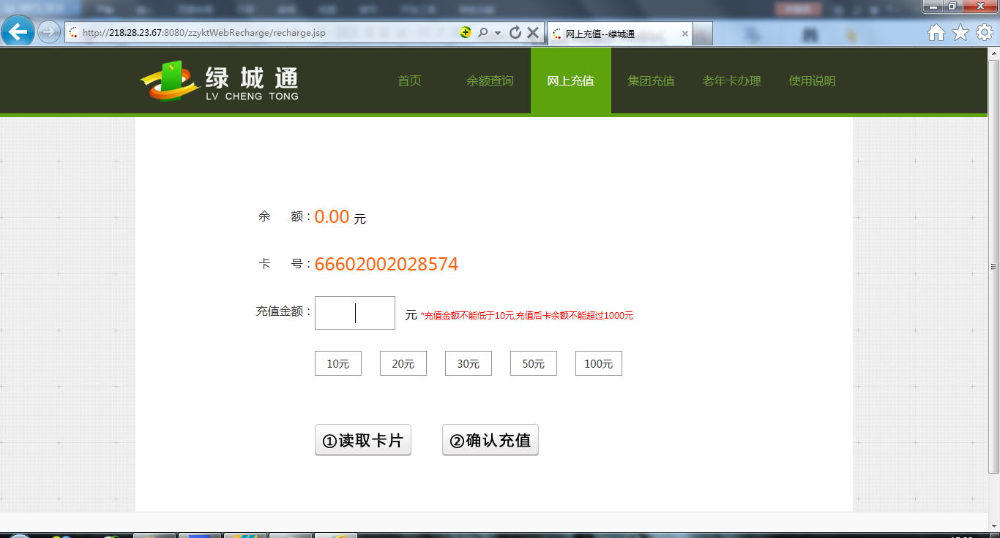 http://218.28.23.67:8080/zzyktWebRecharge/recharge.jsp
网上充值--绿城通
绿城通
LV CHENG TONG
首页 余额查询 网上充值 集团充值 老年卡办理 使用说明
余 额：0.00 元
卡 号：66602002028574
充值金额： 元 *充值金额不能低于10元,充值后卡余额不能超过1000元
10元 20元 30元 50元 100元
①读取卡片 ②确认充值